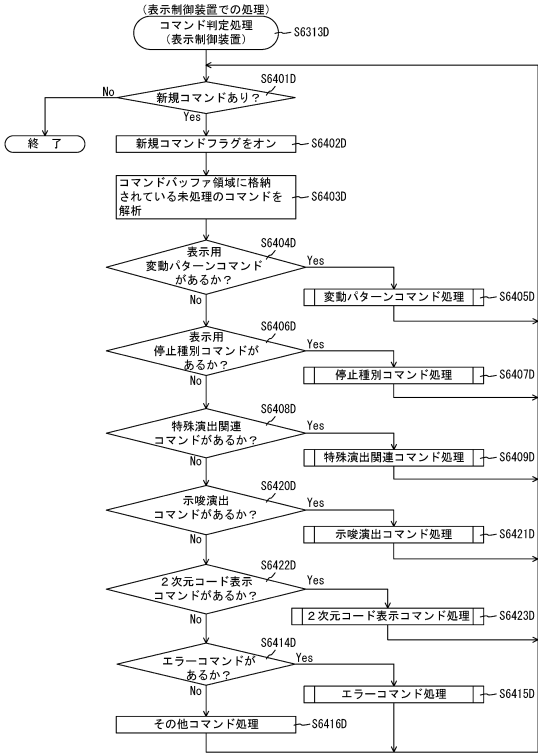 (表示制御装置での処理)
コマンド判定処理
(表示制御装置)
S6313D
S6401D
新規コマンドあり？
No
Yes
終 了
新規コマンドフラグをオン
S6402D
コマンドバッファ領域に格納
されている未処理のコマンドを
解析
S6403D
S6404D
表示用
変動パターンコマンド
があるか？
Yes
No
変動パターンコマンド処理
S6405D
S6406D
表示用
停止種別コマンドが
あるか？
Yes
No
停止種別コマンド処理
S6407D
S6408D
特殊演出関連
コマンドがあるか？
Yes
No
特殊演出関連コマンド処理
S6409D
S6420D
示唆演出
コマンドがあるか？
Yes
No
示唆演出コマンド処理
S6421D
S6422D
２次元コード表示
コマンドがあるか？
Yes
No
２次元コード表示コマンド処理
S6423D
S6414D
エラーコマンドが
あるか？
Yes
No
エラーコマンド処理
S6415D
その他コマンド処理
S6416D